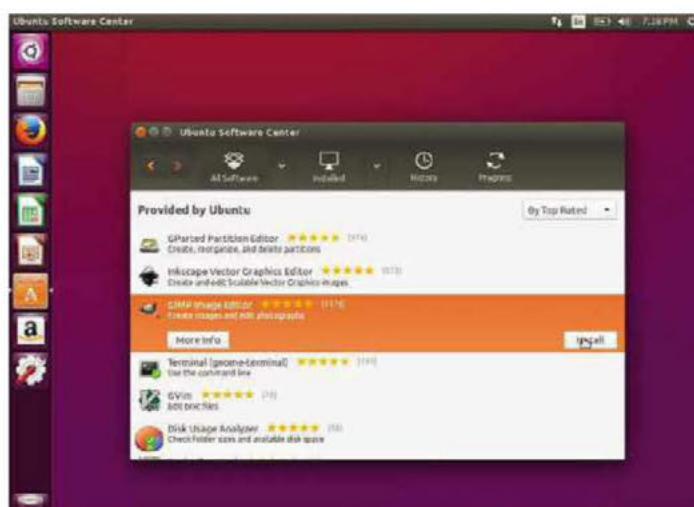 Ubuntu Software Center
7:28 PM
Ubuntu Software Center
All Software Installed History Progress
Provided by Ubuntu
By Top Rated
GParted Partition Editor
Create, reorganize, and delete partitions
Inkscape Vector Graphics Editor
Create and edit Scalable Vector Graphics images
GIMP Image Editor
Create images and edit photographs
More Info
Install
Terminal (gnome-terminal)
Use the command line
GVim
Edit text files
Disk Usage Analyzer
Check folder sizes and available disk space